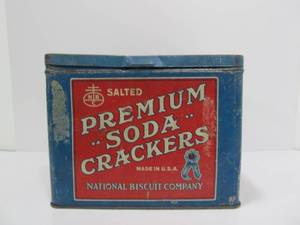 SALTED
PREMIUM
"SODA"
CRACKERS
MADE IN U.S.A.
NATIONAL BISCUIT COMPANY